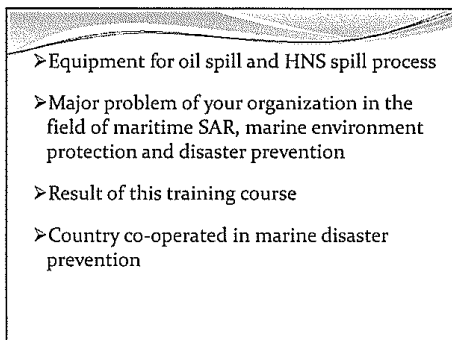 ➢Equipment for oil spill and HNS spill process
➢Major problem of your organization in the
field of maritime SAR, marine environment
protection and disaster prevention
➢Result of this training course
➢Country co-operated in marine disaster
prevention